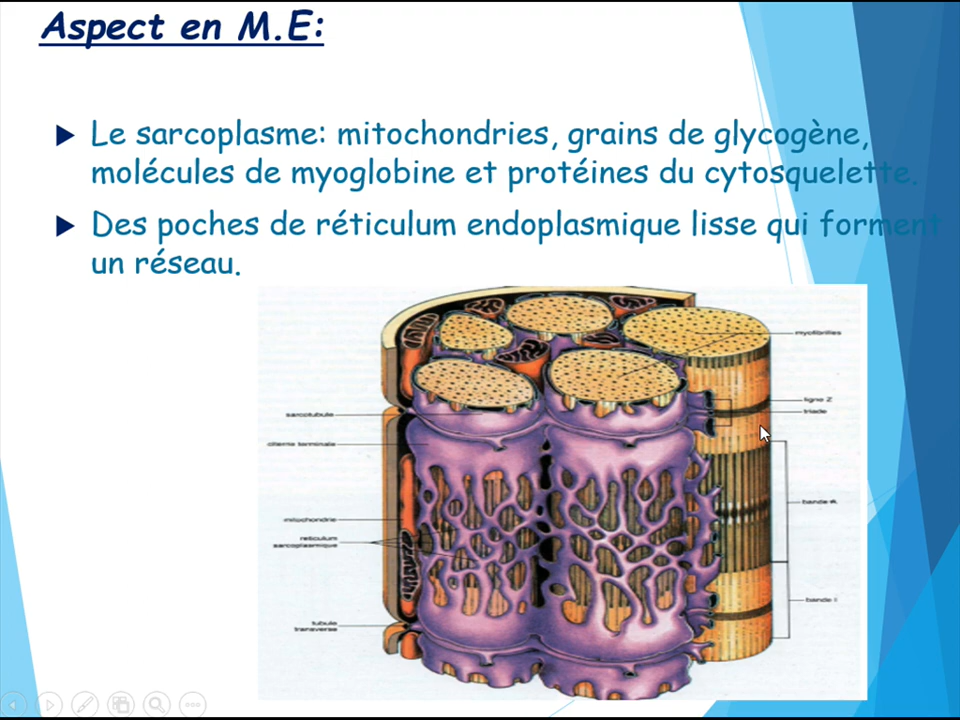 Aspect en M.E:
Le sarcoplasme: mitochondries, grains de glycogène,
molécules de myoglobine et protéines du cytosquelette.
Des poches de réticulum endoplasmique lisse qui forment
un réseau.
myofibrilles
ligne Z
triade
sarcotubule
citerne terminale
bande A
mitochondrie
reticulum
sarcoplasmique
bande I
tubule
transverse